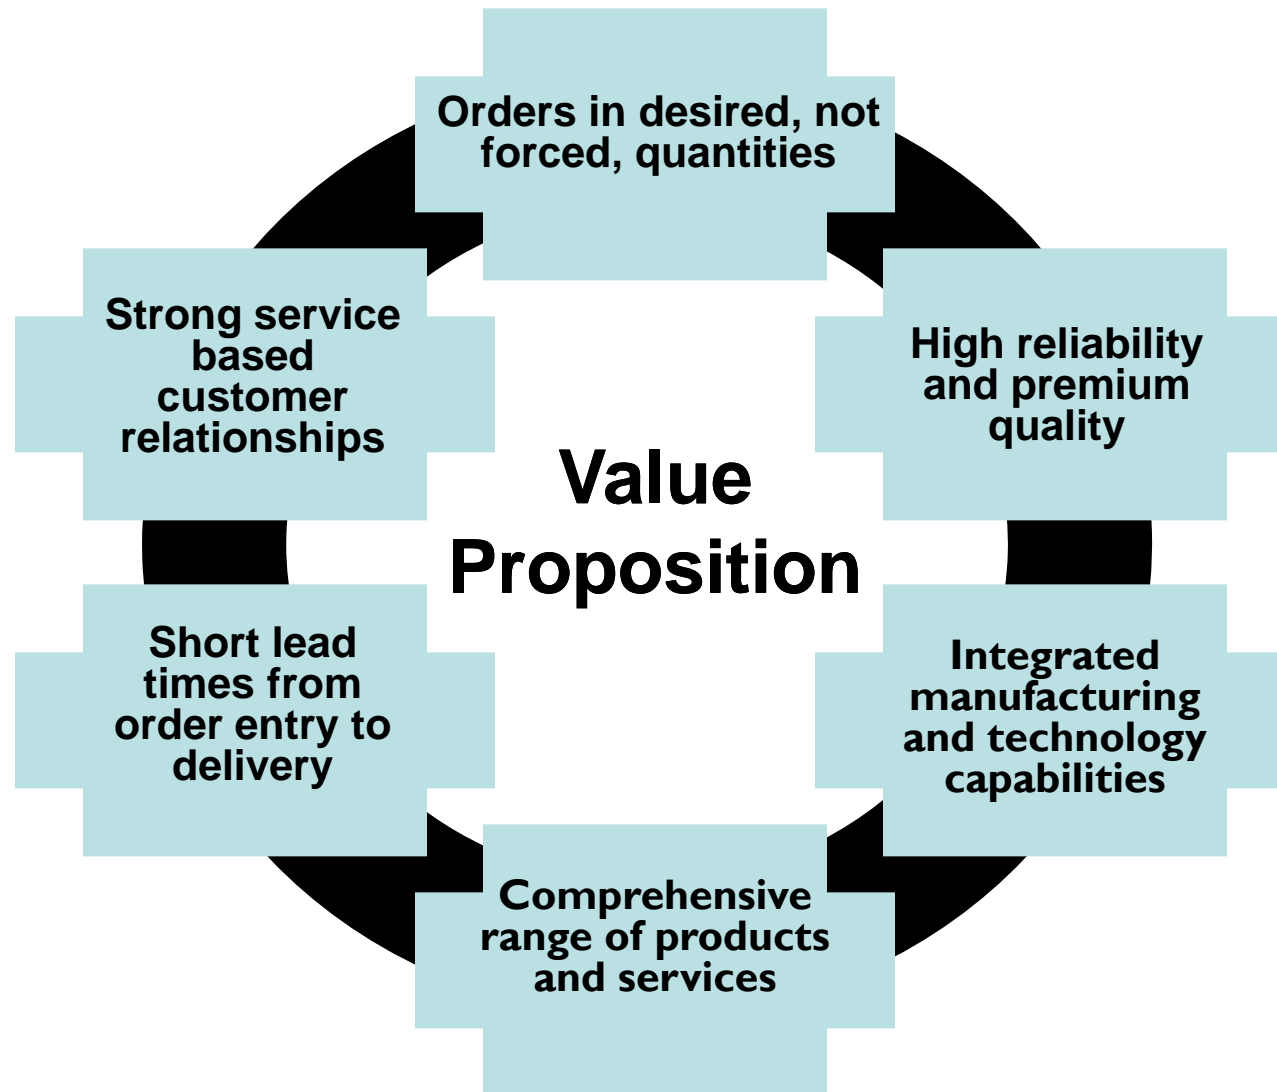 Orders in desired, not
forced, quantities
Strong service
based
customer
relationships
High reliability
and premium
quality
Value
Proposition
Short lead
times from
order entry to
delivery
Integrated
manufacturing
and technology
capabilities
Comprehensive
range of products
and services